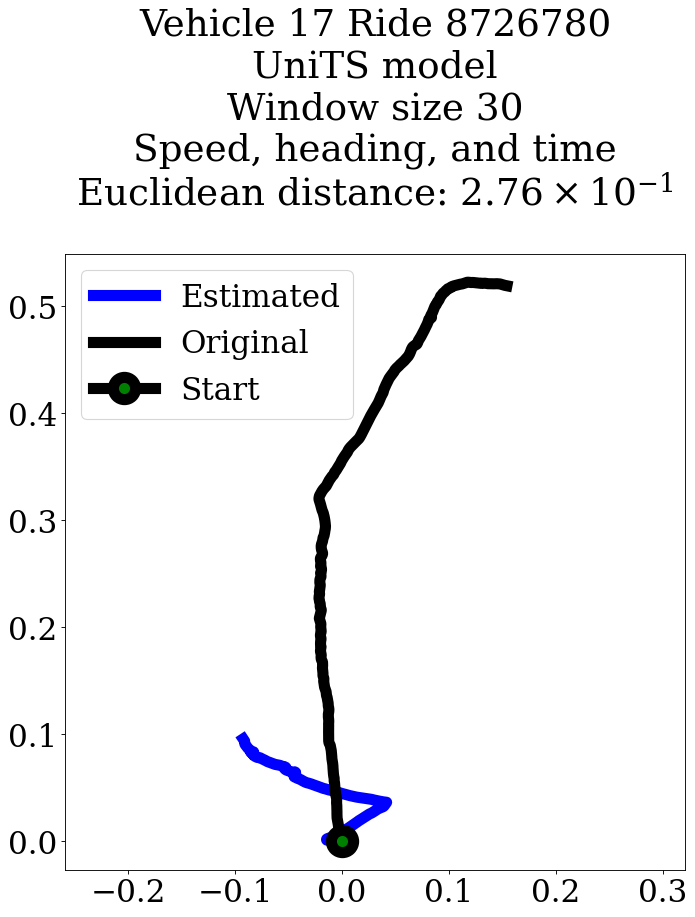 Vehicle 17 Ride 8726780
UniTS model
Window size 30
Speed, heading, and time
Euclidean distance: 2.76 × 10⁻¹
Estimated
Original
Start
0.5
0.4
0.3
0.2
0.1
0.0
−0.2 −0.1 0.0 0.1 0.2 0.3